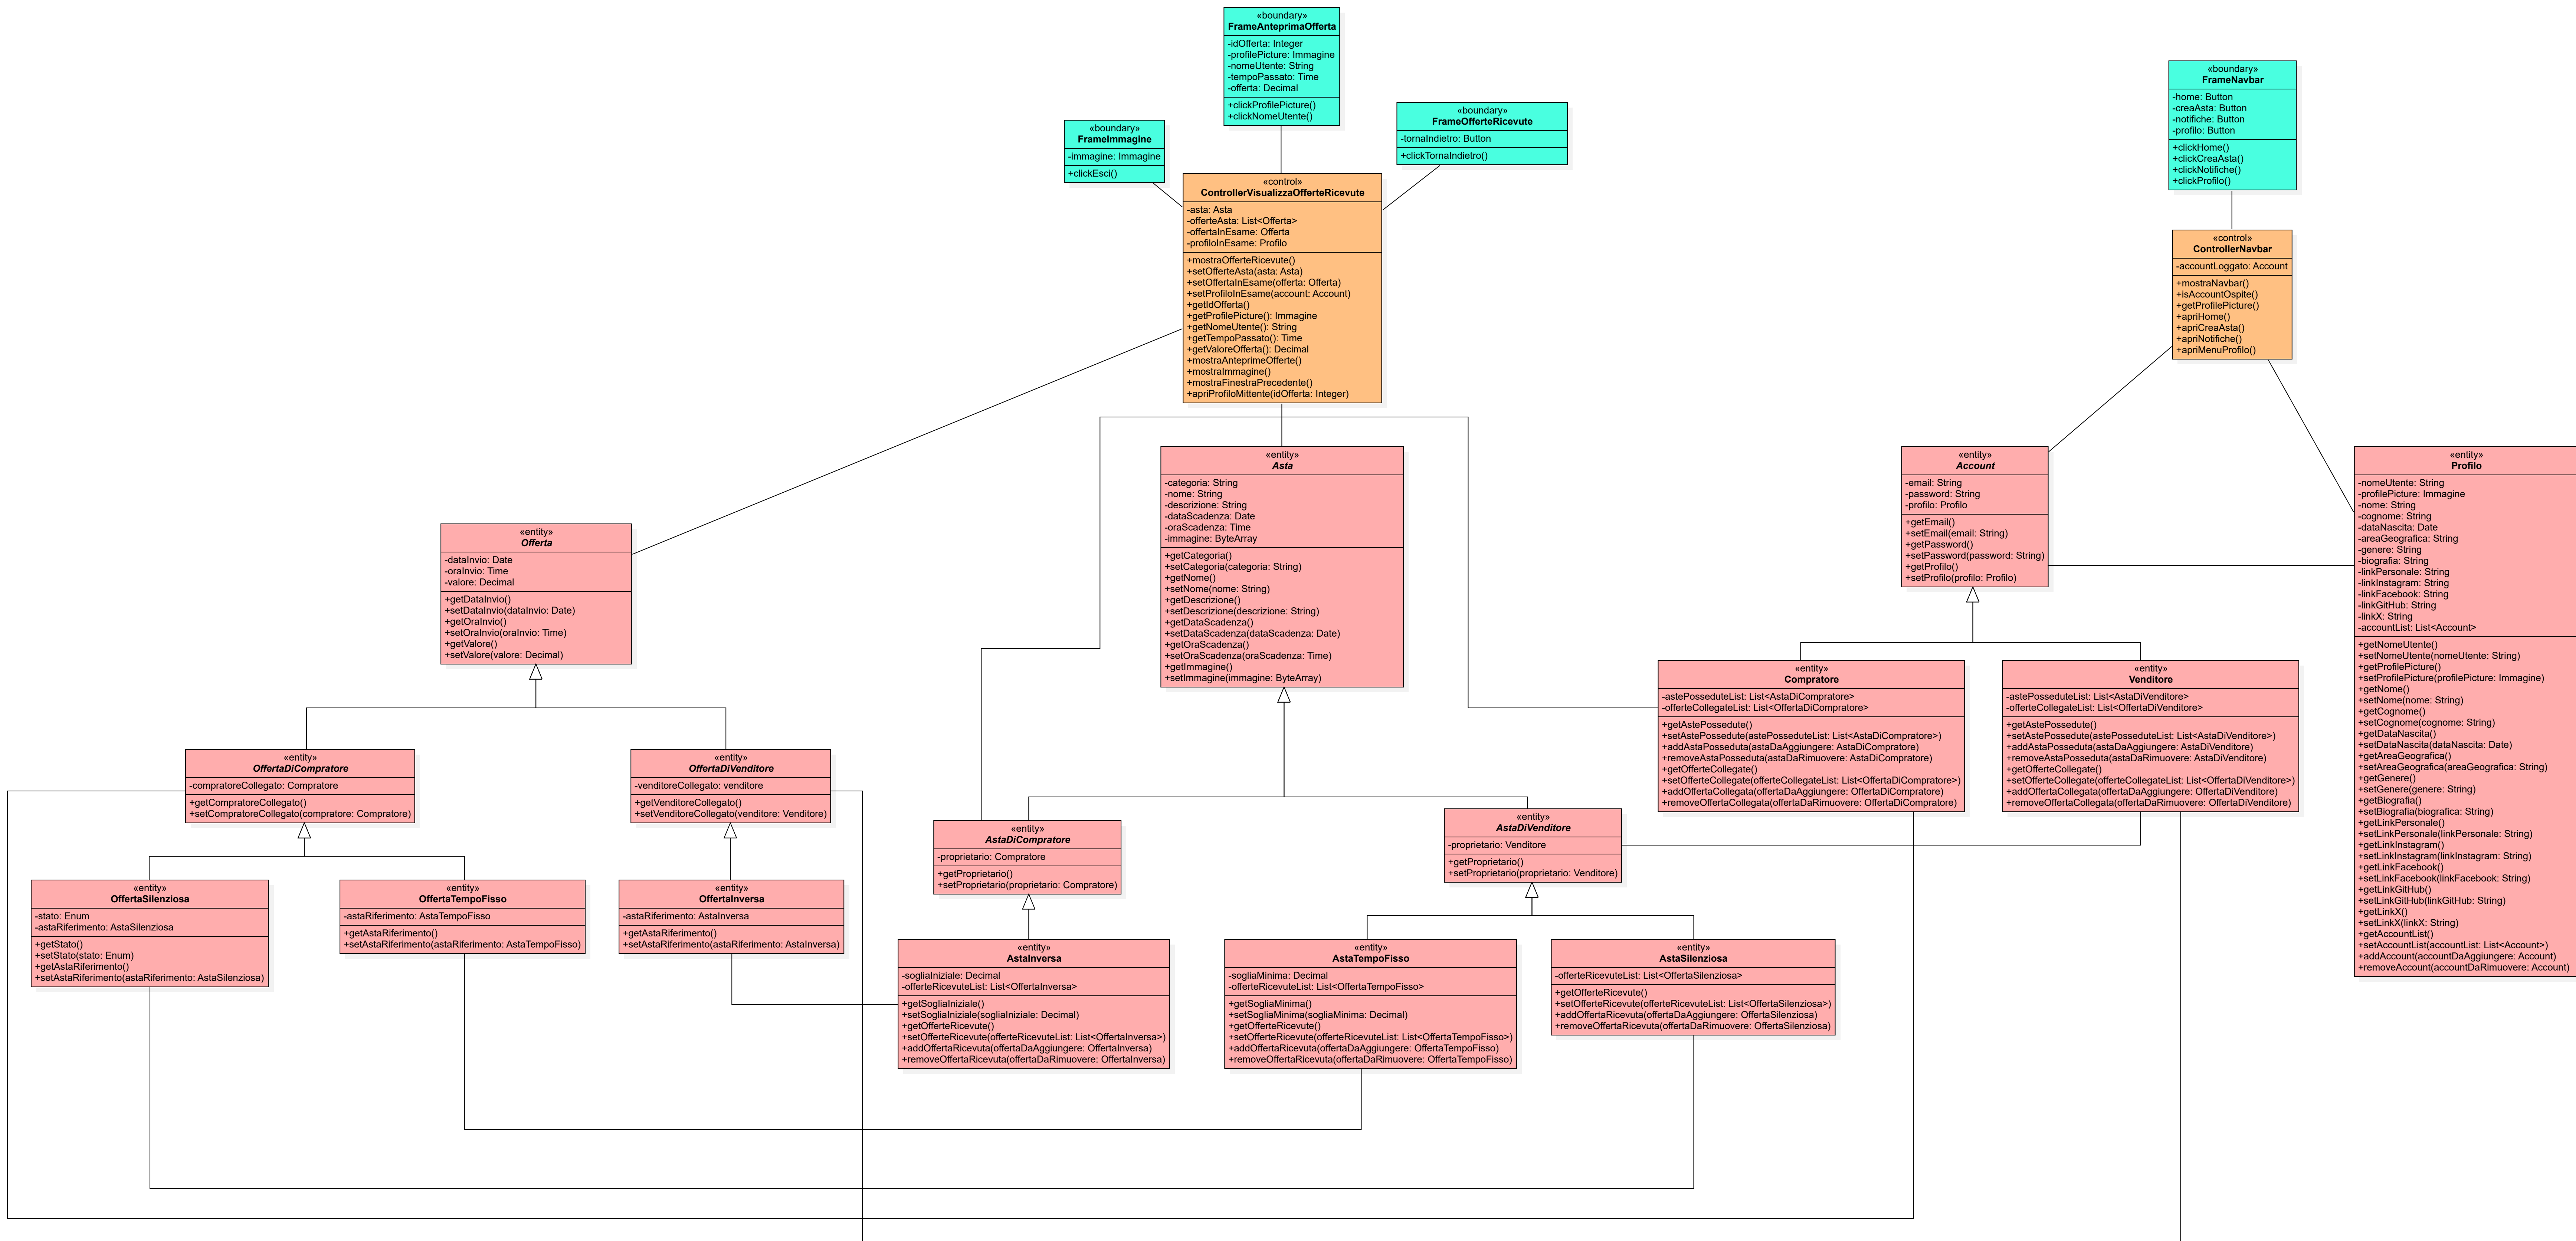 «boundary»
FrameAnteprimaOfferta
-idOfferta: Integer
-profilePicture: Immagine
-nomeUtente: String
-tempoPassato: Time
-offerta: Decimal
+clickProfilePicture()
+clickNomeUtente()
«boundary»
FrameImmagine
-immagine: Immagine
+clickEsci()
«boundary»
FrameOfferteRicevute
-tornaIndietro: Button
+clickTornaIndietro()
«boundary»
FrameNavbar
-home: Button
-creaAsta: Button
-notifiche: Button
-profilo: Button
+clickHome()
+clickCreaAsta()
+clickNotifiche()
+clickProfilo()
«control»
ControllerVisualizzaOfferteRicevute
-asta: Asta
-offerteAsta: List<Offerta>
-offertaInEsame: Offerta
-profiloInEsame: Profilo
+mostraOfferteRicevute()
+setOfferteAsta(asta: Asta)
+setOffertaInEsame(offerta: Offerta)
+setProfiloInEsame(account: Account)
+getIdOfferta()
+getProfilePicture(): Immagine
+getNomeUtente(): String
+getTempoPassato(): Time
+getValoreOfferta(): Decimal
+mostraAnteprimeOfferte()
+mostraImmagine()
+mostraFinestraPrecedente()
+apriProfiloMittente(idOfferta: Integer)
«control»
ControllerNavbar
-accountLoggato: Account
+mostraNavbar()
+isAccountOspite()
+getProfilePicture()
+apriHome()
+apriCreaAsta()
+apriNotifiche()
+apriMenuProfilo()
«entity»
Offerta
-dataInvio: Date
-oraInvio: Time
-valore: Decimal
+getDataInvio()
+setDataInvio(dataInvio: Date)
+getOraInvio()
+setOraInvio(oraInvio: Time)
+getValore()
+setValore(valore: Decimal)
«entity»
Asta
-categoria: String
-nome: String
-descrizione: String
-dataScadenza: Date
-oraScadenza: Time
-immagine: ByteArray
+getCategoria()
+setCategoria(categoria: String)
+getNome()
+setNome(nome: String)
+getDescrizione()
+setDescrizione(descrizione: String)
+getDataScadenza()
+setDataScadenza(dataScadenza: Date)
+getOraScadenza()
+setOraScadenza(oraScadenza: Time)
+getImmagine()
+setImmagine(immagine: ByteArray)
«entity»
Account
-email: String
-password: String
-profilo: Profilo
+getEmail()
+setEmail(email: String)
+getPassword()
+setPassword(password: String)
+getProfilo()
+setProfilo(profilo: Profilo)
«entity»
Profilo
-nomeUtente: String
-profilePicture: Immagine
-nome: String
-cognome: String
-dataNascita: Date
-areaGeografica: String
-genere: String
-biografia: String
-linkPersonale: String
-linkInstagram: String
-linkFacebook: String
-linkGitHub: String
-linkX: String
-accountList: List<Account>
+getNomeUtente()
+setNomeUtente(nomeUtente: String)
+getProfilePicture()
+setProfilePicture(profilePicture: Immagine)
+getNome()
+setNome(nome: String)
+getCognome()
+setCognome(cognome: String)
+getDataNascita()
+setDataNascita(dataNascita: Date)
+getAreaGeografica()
+setAreaGeografica(areaGeografica: String)
+getGenere()
+setGenere(genere: String)
+getBiografia()
+setBiografia(biografica: String)
+getLinkPersonale()
+setLinkPersonale(linkPersonale: String)
+getLinkInstagram()
+setLinkInstagram(linkInstagram: String)
+getLinkFacebook()
+setLinkFacebook(linkFacebook: String)
+getLinkGitHub()
+setLinkGitHub(linkGitHub: String)
+getLinkX()
+setLinkX(linkX: String)
+getAccountList()
+setAccountList(accountList: List<Account>)
+addAccount(accountDaAggiungere: Account)
+removeAccount(accountDaRimuovere: Account)
«entity»
Compratore
-astePosseduteList: List<AstaDiCompratore>
-offerteCollegateList: List<OffertaDiCompratore>
+getAstePossedute()
+setAstePossedute(astePosseduteList: List<AstaDiCompratore>)
+addAstaPosseduta(astaDaAggiungere: AstaDiCompratore)
+removeAstaPosseduta(astaDaRimuovere: AstaDiCompratore)
+getOfferteCollegate()
+setOfferteCollegate(offerteCollegateList: List<OffertaDiCompratore>)
+addOffertaCollegata(offertaDaAggiungere: OffertaDiCompratore)
+removeOffertaCollegata(offertaDaRimuovere: OffertaDiCompratore)
«entity»
Venditore
-astePosseduteList: List<AstaDiVenditore>
-offerteCollegateList: List<OffertaDiVenditore>
+getAstePossedute()
+setAstePossedute(astePosseduteList: List<AstaDiVenditore>)
+addAstaPosseduta(astaDaAggiungere: AstaDiVenditore)
+removeAstaPosseduta(astaDaRimuovere: AstaDiVenditore)
+getOfferteCollegate()
+setOfferteCollegate(offerteCollegateList: List<OffertaDiVenditore>)
+addOffertaCollegata(offertaDaAggiungere: OffertaDiVenditore)
+removeOffertaCollegata(offertaDaRimuovere: OffertaDiVenditore)
«entity»
OffertaDiCompratore
-compratoreCollegato: Compratore
+getCompratoreCollegato()
+setCompratoreCollegato(compratore: Compratore)
«entity»
OffertaDiVenditore
-venditoreCollegato: venditore
+getVenditoreCollegato()
+setVenditoreCollegato(venditore: Venditore)
«entity»
AstaDiCompratore
-proprietario: Compratore
+getProprietario()
+setProprietario(proprietario: Compratore)
«entity»
AstaDiVenditore
-proprietario: Venditore
+getProprietario()
+setProprietario(proprietario: Venditore)
«entity»
OffertaSilenziosa
-stato: Enum
-astaRiferimento: AstaSilenziosa
+getStato()
+setStato(stato: Enum)
+getAstaRiferimento()
+setAstaRiferimento(astaRiferimento: AstaSilenziosa)
«entity»
OffertaTempoFisso
-astaRiferimento: AstaTempoFisso
+getAstaRiferimento()
+setAstaRiferimento(astaRiferimento: AstaTempoFisso)
«entity»
OffertaInversa
-astaRiferimento: AstaInversa
+getAstaRiferimento()
+setAstaRiferimento(astaRiferimento: AstaInversa)
«entity»
AstaInversa
-sogliaIniziale: Decimal
-offerteRicevuteList: List<OffertaInversa>
+getSogliaIniziale()
+setSogliaIniziale(sogliaIniziale: Decimal)
+getOfferteRicevute()
+setOfferteRicevute(offerteRicevuteList: List<OffertaInversa>)
+addOffertaRicevuta(offertaDaAggiungere: OffertaInversa)
+removeOffertaRicevuta(offertaDaRimuovere: OffertaInversa)
«entity»
AstaTempoFisso
-sogliaMinima: Decimal
-offerteRicevuteList: List<OffertaTempoFisso>
+getSogliaMinima()
+setSogliaMinima(sogliaMinima: Decimal)
+getOfferteRicevute()
+setOfferteRicevute(offerteRicevuteList: List<OffertaTempoFisso>)
+addOffertaRicevuta(offertaDaAggiungere: OffertaTempoFisso)
+removeOffertaRicevuta(offertaDaRimuovere: OffertaTempoFisso)
«entity»
AstaSilenziosa
-offerteRicevuteList: List<OffertaSilenziosa>
+getOfferteRicevute()
+setOfferteRicevute(offerteRicevuteList: List<OffertaSilenziosa>)
+addOffertaRicevuta(offertaDaAggiungere: OffertaSilenziosa)
+removeOffertaRicevuta(offertaDaRimuovere: OffertaSilenziosa)